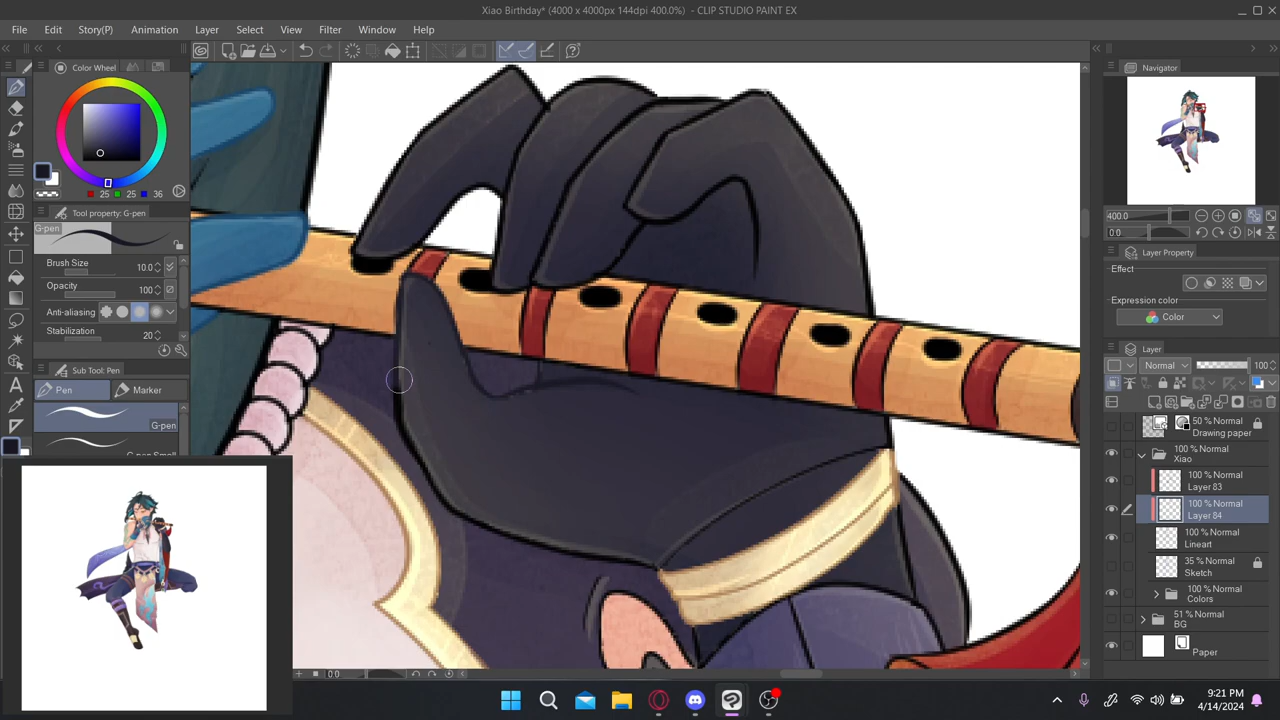 Xiao Birthday* (4000 x 4000px 144dpi 400.0%) - CLIP STUDIO PAINT EX
File Edit Story(P) Animation Layer Select View Filter Window Help
Color Wheel
25 25 36
Tool property: G-pen
G-pen
Brush Size 10.0
Opacity 100
Anti-aliasing
Stabilization 20
Sub Tool: Pen
Pen Marker
G-pen
G-pen Small
0.0
Navigator
400.0
0.0
Layer Property
Effect
Expression color
Color
Layer
Normal 100
50 % Normal
Drawing paper
100 % Normal
Xiao
100 % Normal
Layer 83
100 % Normal
Layer 84
100 % Normal
Lineart
35 % Normal
Sketch
100 % Normal
Colors
51 % Normal
BG
Paper
9:21 PM
4/14/2024